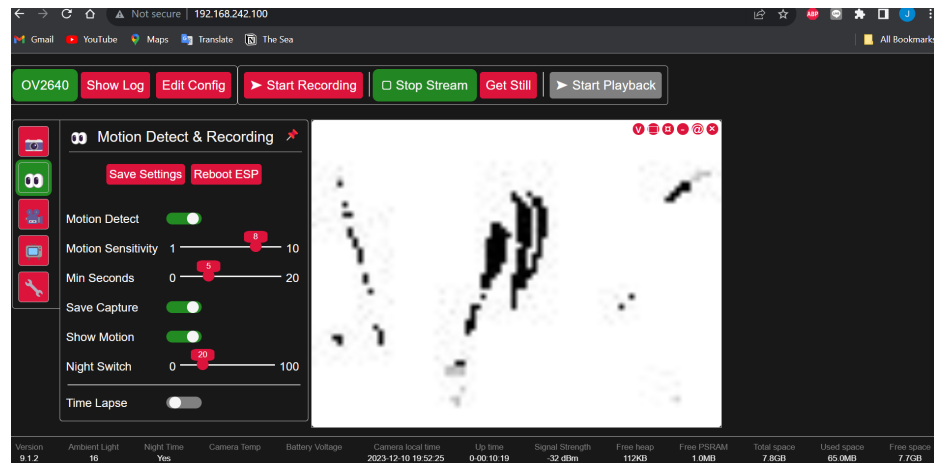 Not secure 192.168.242.100
ABP J
Gmail YouTube Maps Translate The Sea All Bookmarks
OV2640 Show Log Edit Config Start Recording Stop Stream Get Still Start Playback
Motion Detect & Recording
Save Settings Reboot ESP
Motion Detect
Motion Sensitivity 1 8 10
Min Seconds 0 5 20
Save Capture
Show Motion
Night Switch 0 20 100
Time Lapse
V @
Version Ambient Light Night Time Camera Temp Battery Voltage Camera local time Up time Signal Strength Free heap Free PSRAM Total space Used space Free space
9.1.2 16 Yes 2023-12-10 19:52:25 0-00:10:19 -32 dBm 112KB 1.0MB 7.8GB 65.0MB 7.7GB